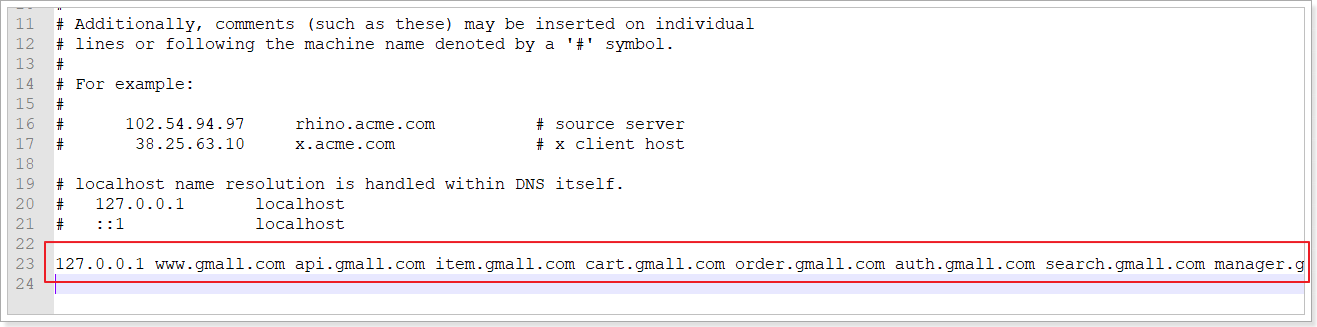 11 # Additionally, comments (such as these) may be inserted on individual
12 # lines or following the machine name denoted by a '#' symbol.
13 #
14 # For example:
15 #
16 #      102.54.94.97     rhino.acme.com          # source server
17 #       38.25.63.10     x.acme.com              # x client host
18
19 # localhost name resolution is handled within DNS itself.
20 #   127.0.0.1       localhost
21 #   ::1             localhost
22
23 127.0.0.1 www.gmall.com api.gmall.com item.gmall.com cart.gmall.com order.gmall.com auth.gmall.com search.gmall.com manager.g
24